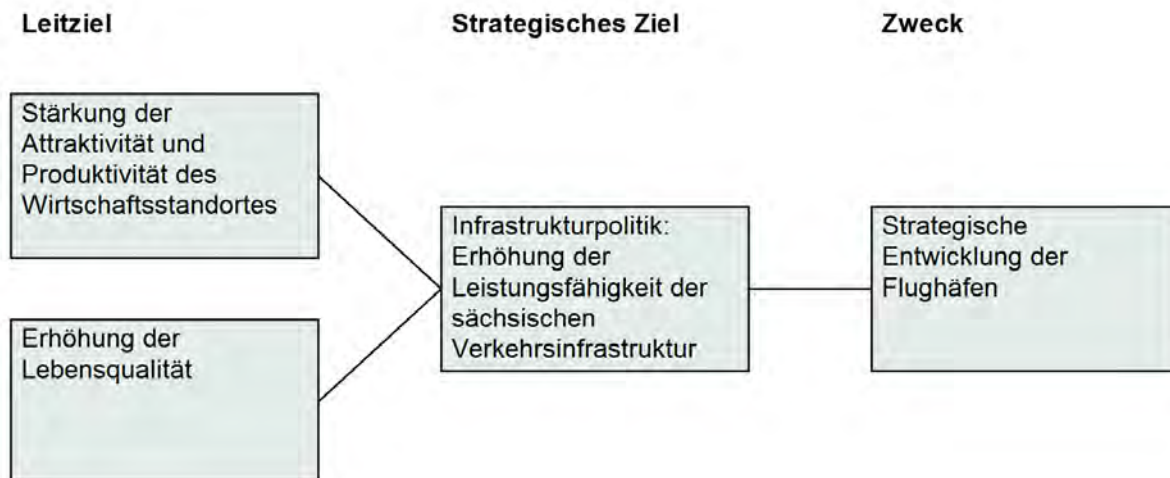 Leitziel
Strategisches Ziel
Zweck
Stärkung der
Attraktivität und
Produktivität des
Wirtschaftsstandortes
Erhöhung der
Lebensqualität
Infrastrukturpolitik:
Erhöhung der
Leistungsfähigkeit der
sächsischen
Verkehrsinfrastruktur
Strategische
Entwicklung der
Flughäfen